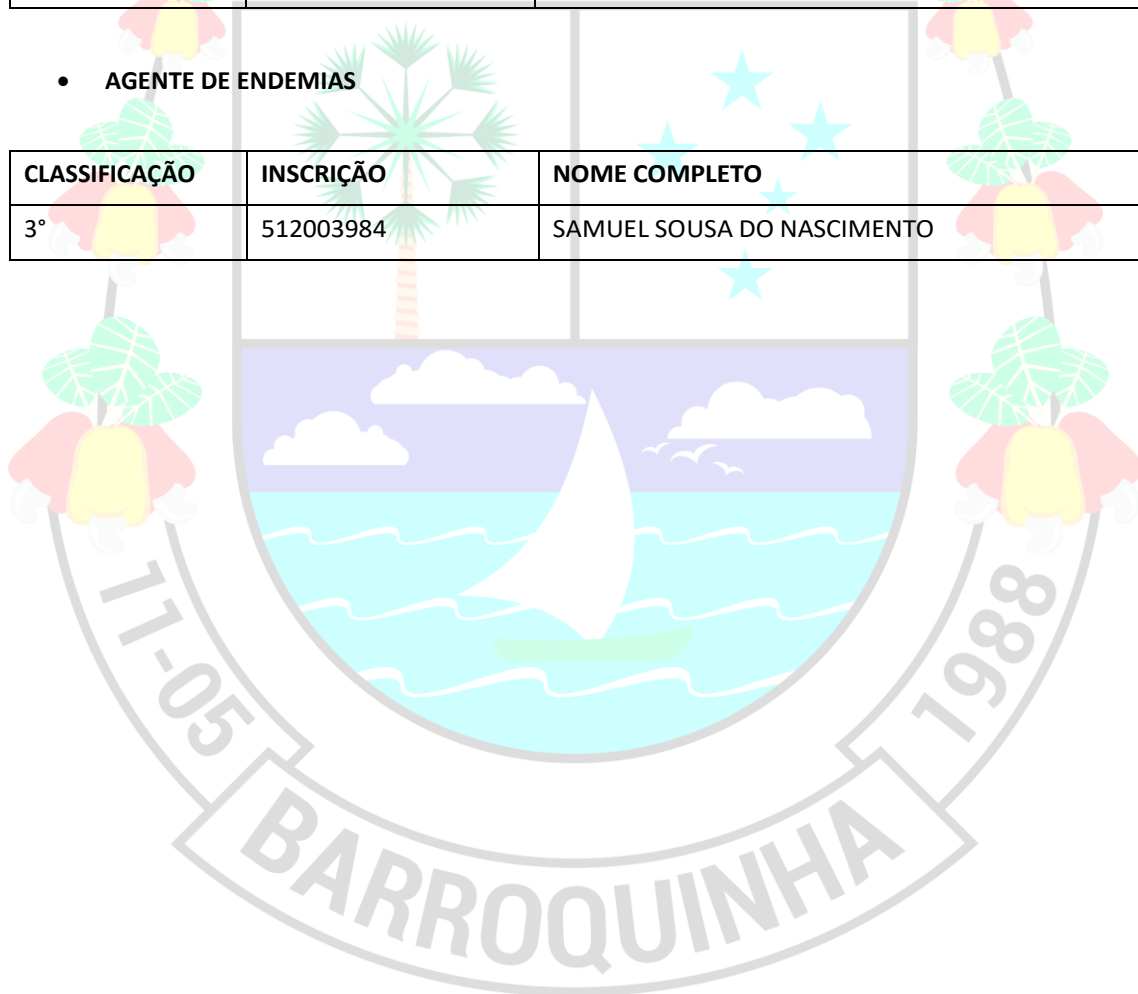 • AGENTE DE ENDEMIAS
CLASSIFICAÇÃO INSCRIÇÃO NOME COMPLETO
3° 512003984 SAMUEL SOUSA DO NASCIMENTO
11-05 BARROQUINHA 1988